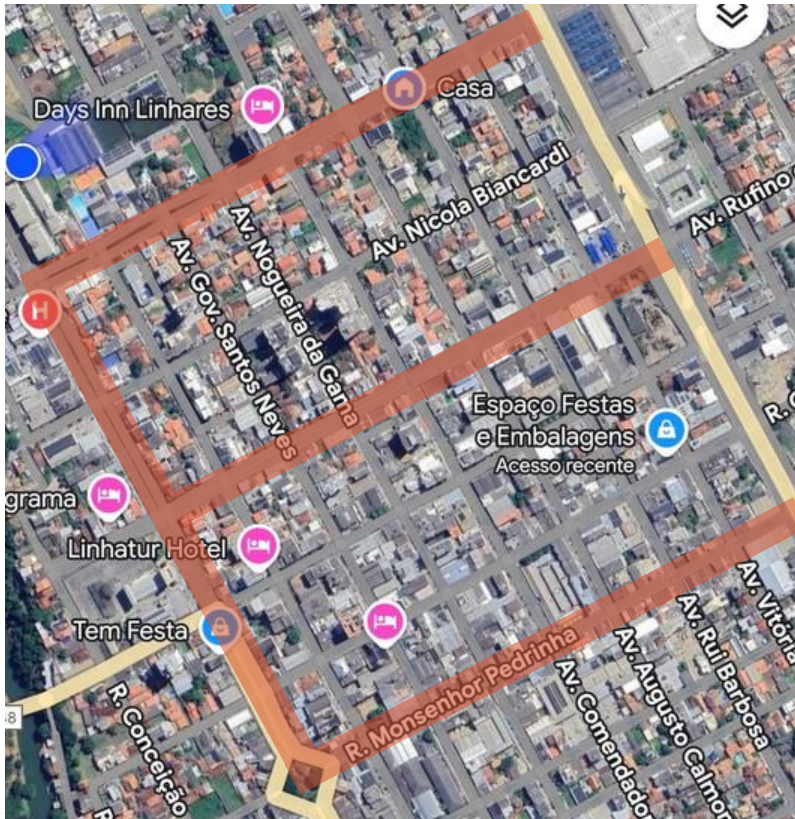 Days Inn Linhares
Casa
Av. Nicola Biancardi
Av. Rufino
Av. Nogueira da Gama
Av. Gov. Santos Neves
H
Espaço Festas
e Embalagens
Acesso recente
R.
grama
Linhatur Hotel
Tem Festa
R. Monsenhor Pedrinha
Av. Vitória
Av. Rui Barbosa
Av. Augusto Calmon
Av. Comendador
R. Conceição
R.